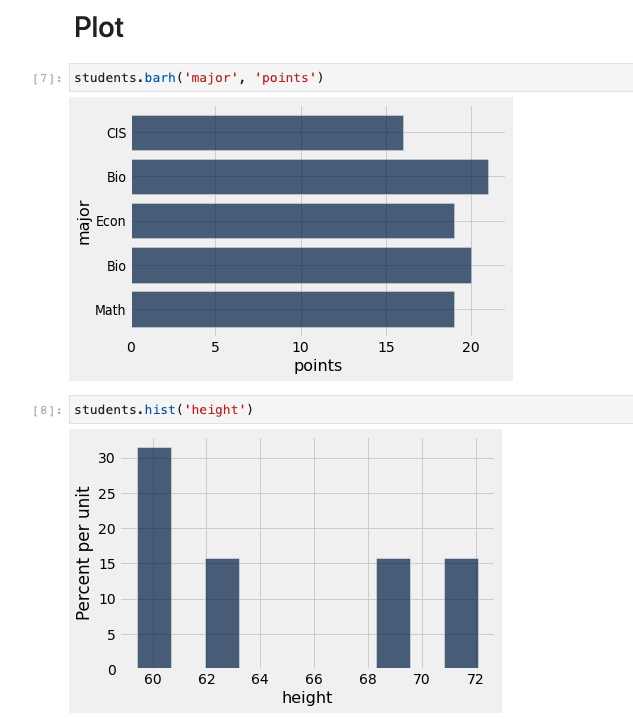 Plot
[7]: students.barh('major', 'points')
CIS
Bio
Econ
Bio
Math
major
0 5 10 15 20
points
[8]: students.hist('height')
30
25
20
15
10
5
0
Percent per unit
60 62 64 66 68 70 72
height